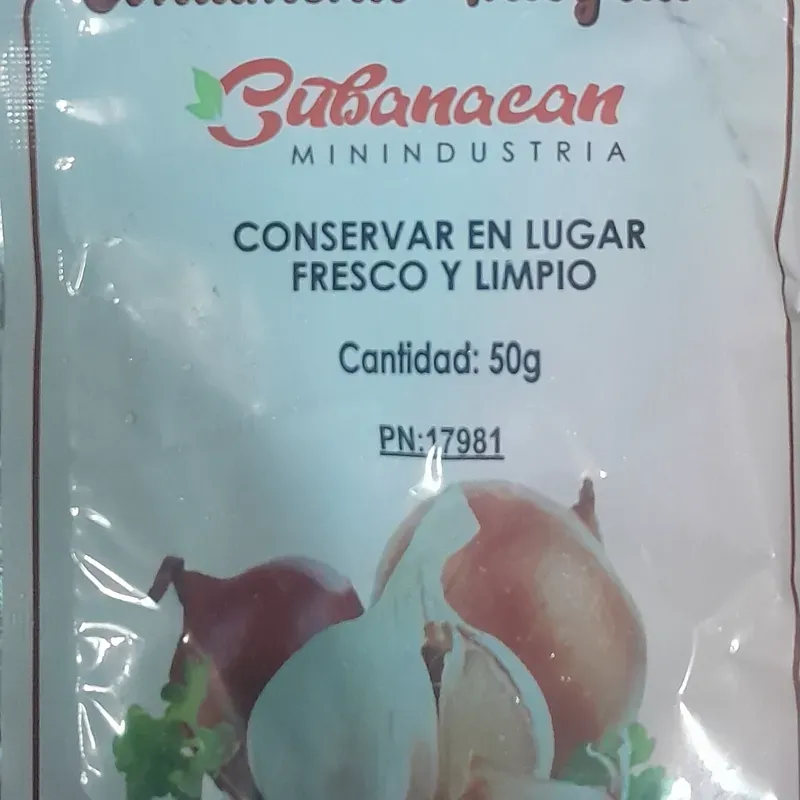 Cubanacan
MININDUSTRIA
CONSERVAR EN LUGAR
FRESCO Y LIMPIO
Cantidad: 50g
PN:17981